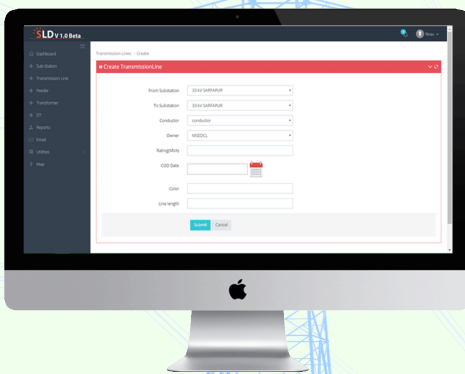 SLD V 1.0 Beta
Dashboard
Sub Station
Transmission Line
Feeder
Transformer
DT
Reports
Email
Utilities
Map
Transmission Lines
Create
Create TransmissionLine
From Substation
33 KV SARFAPUR
To Substation
33 KV SARFAPUR
Conductor
conductor
Owner
MSEDCL
Rating(MVA)
COD Date
Color
Line length
Submit
Cancel